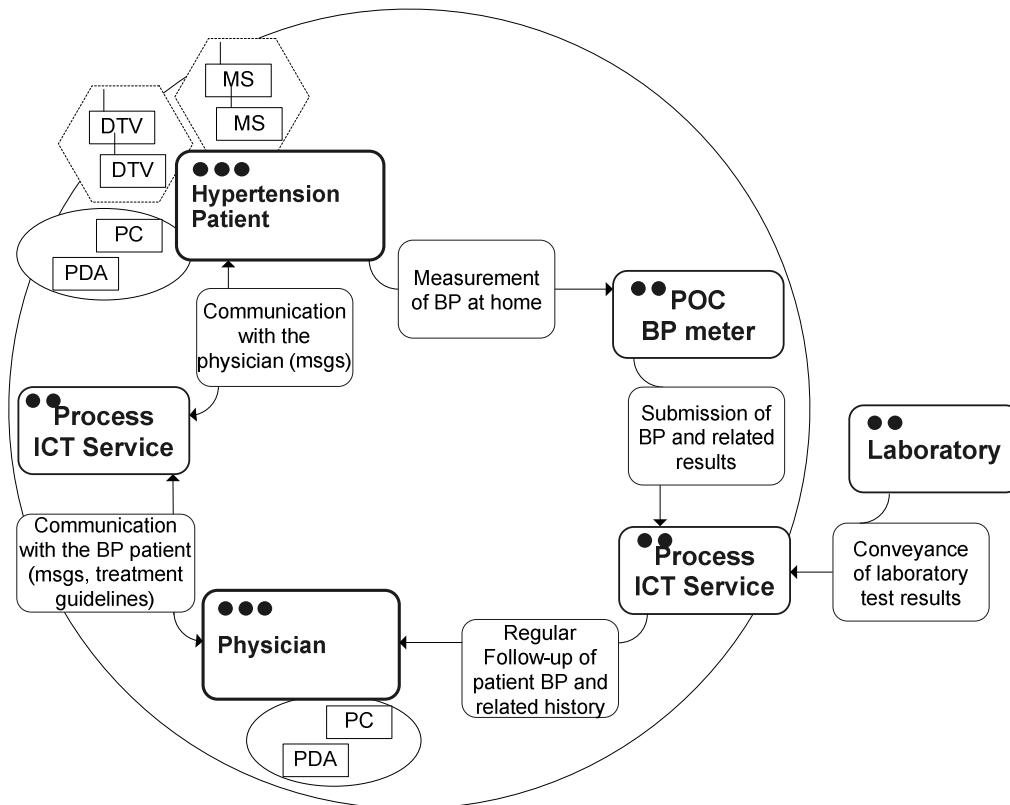 MS
MS
DTV
DTV
Hypertension
Patient
PC
PDA
Measurement
of BP at home
POC
BP meter
Communication
with the
physician (msgs)
Process
ICT Service
Submission of
BP and related
results
Laboratory
Communication
with the BP patient
(msgs, treatment
guidelines)
Process
ICT Service
Conveyance
of laboratory
test results
Physician
Regular
Follow-up of
patient BP and
related history
PC
PDA